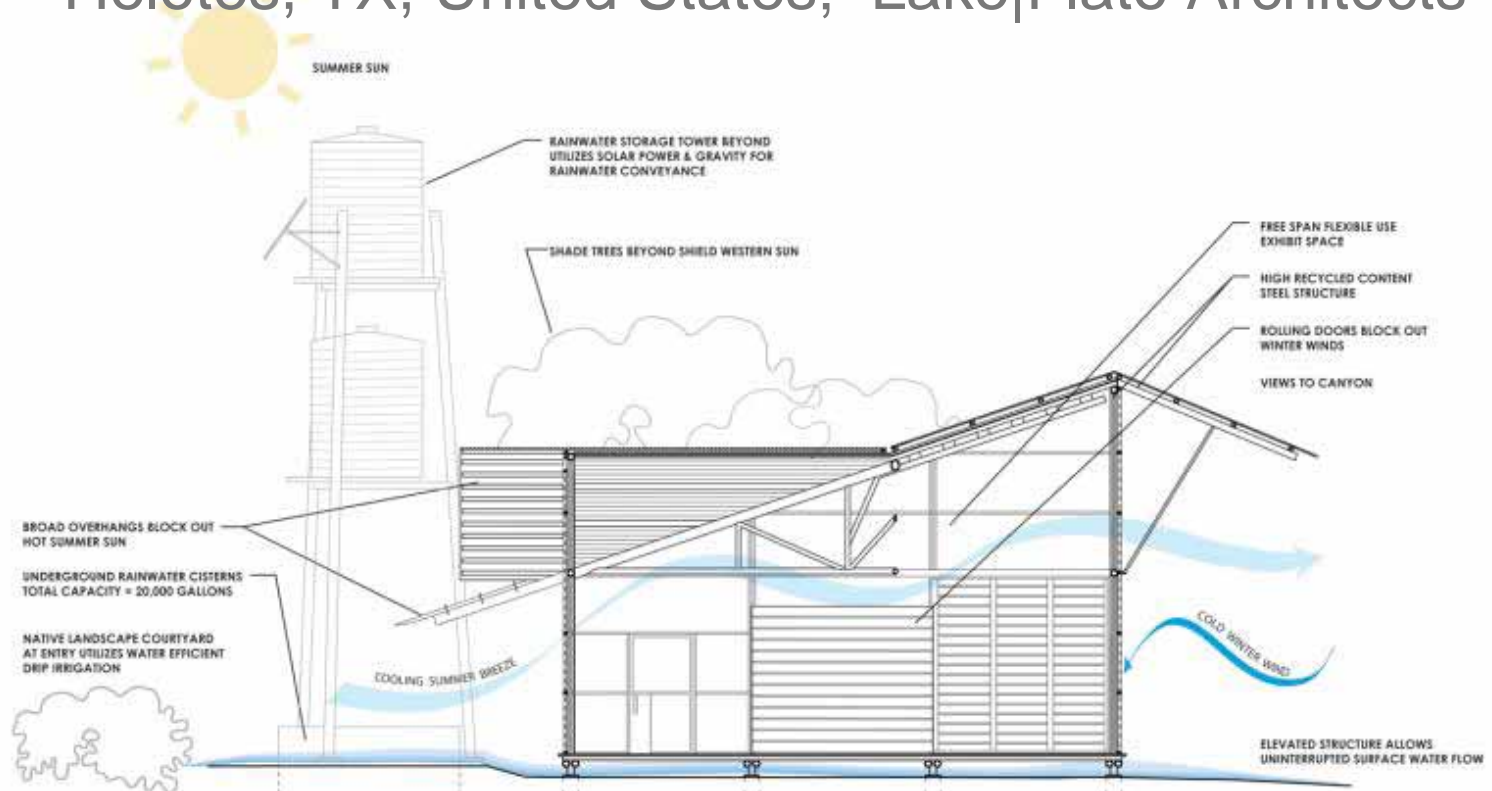 Helotes, TX, United States, Lake|Flato Architects
SUMMER SUN
RAINWATER STORAGE TOWER BEYOND
UTILIZES SOLAR POWER & GRAVITY FOR
RAINWATER CONVEYANCE
SHADE TREES BEYOND SHIELD WESTERN SUN
FREE SPAN FLEXIBLE USE
EXHIBIT SPACE
HIGH RECYCLED CONTENT
STEEL STRUCTURE
ROLLING DOORS BLOCK OUT
WINTER WINDS
VIEWS TO CANYON
BROAD OVERHANGS BLOCK OUT
HOT SUMMER SUN
UNDERGROUND RAINWATER CISTERNS
TOTAL CAPACITY = 20,000 GALLONS
NATIVE LANDSCAPE COURTYARD
AT ENTRY UTILIZES WATER EFFICIENT
DRIP IRRIGATION
COOLING SUMMER BREEZE
COLD WINTER WIND
ELEVATED STRUCTURE ALLOWS
UNINTERRUPTED SURFACE WATER FLOW